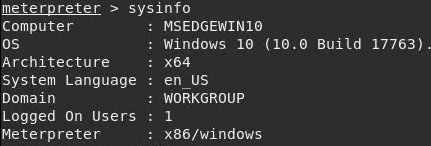 meterpreter > sysinfo
Computer        : MSEDGEWIN10
OS              : Windows 10 (10.0 Build 17763).
Architecture    : x64
System Language : en_US
Domain          : WORKGROUP
Logged On Users : 1
Meterpreter     : x86/windows